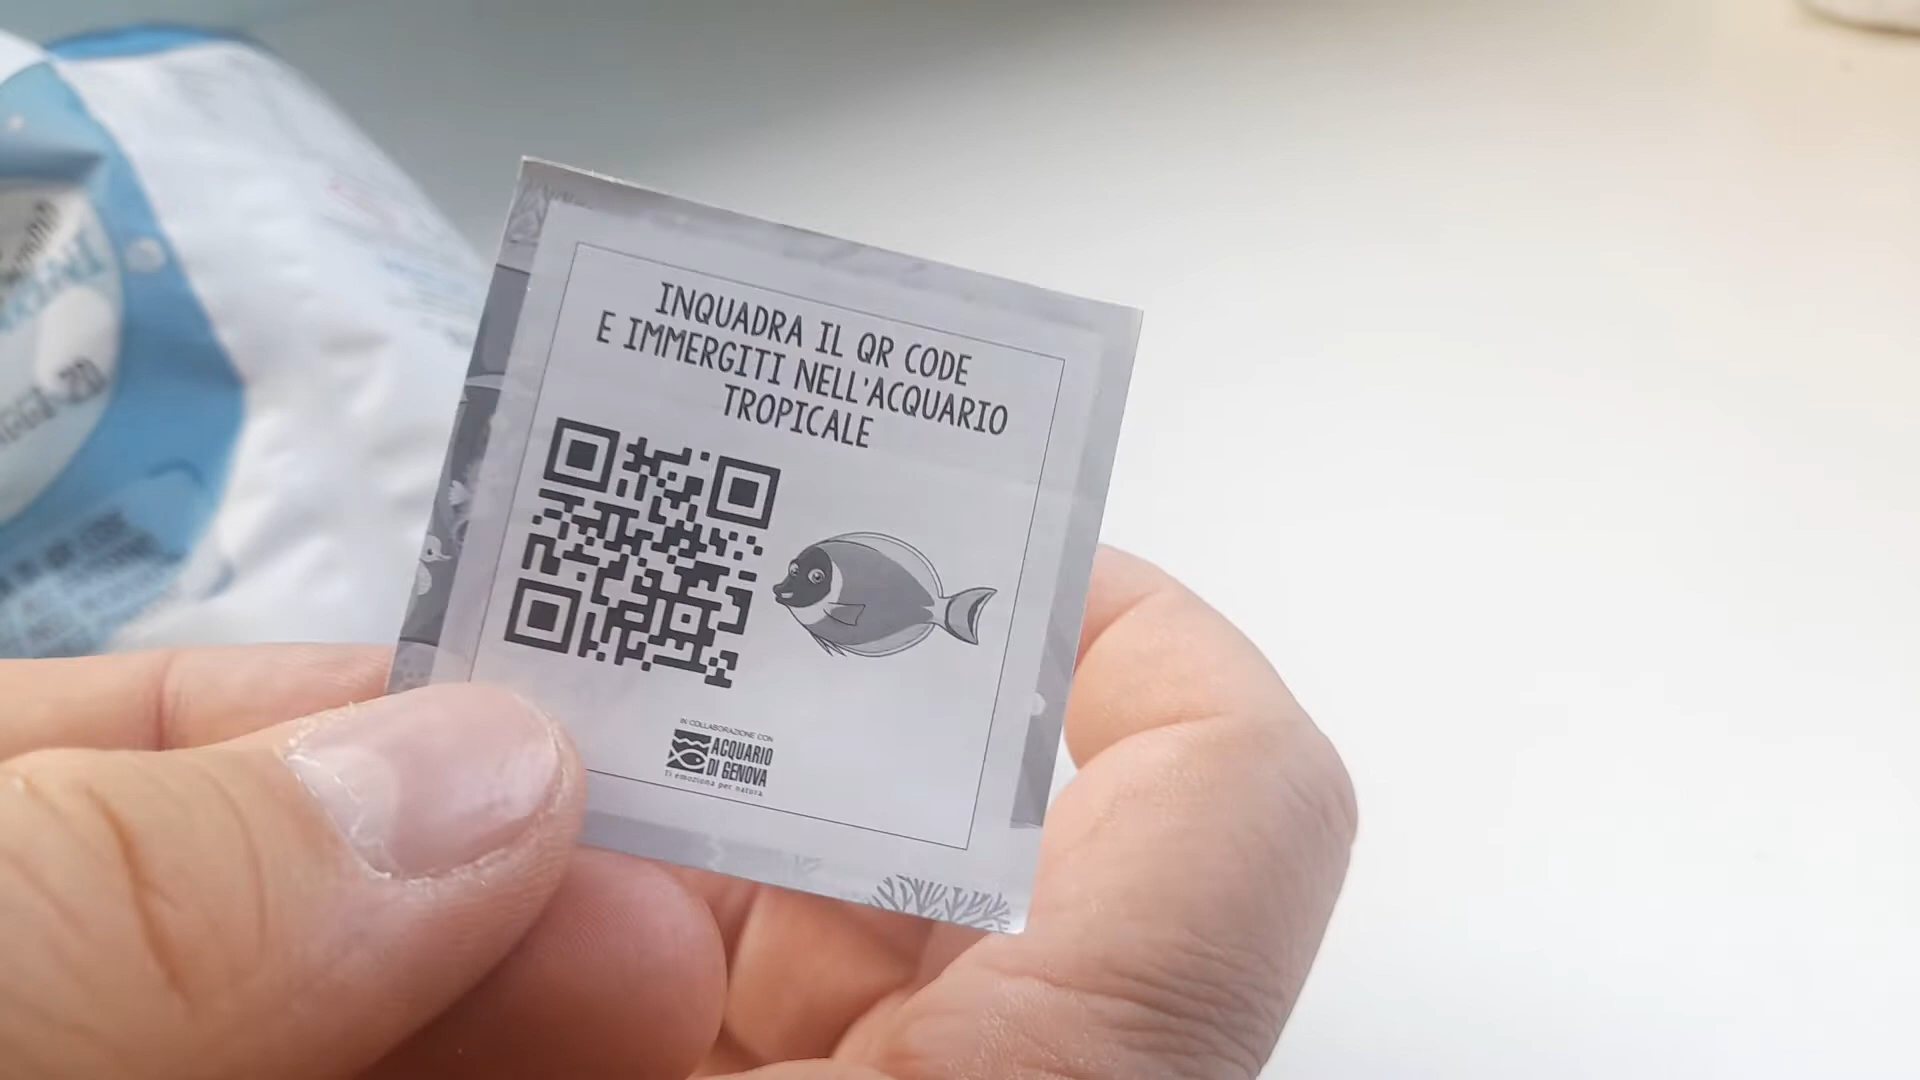 INQUADRA IL QR CODE
E IMMERGITI NELL'ACQUARIO
TROPICALE
IN COLLABORAZIONE CON
ACQUARIO
DI GENOVA
Ti emoziona per natura